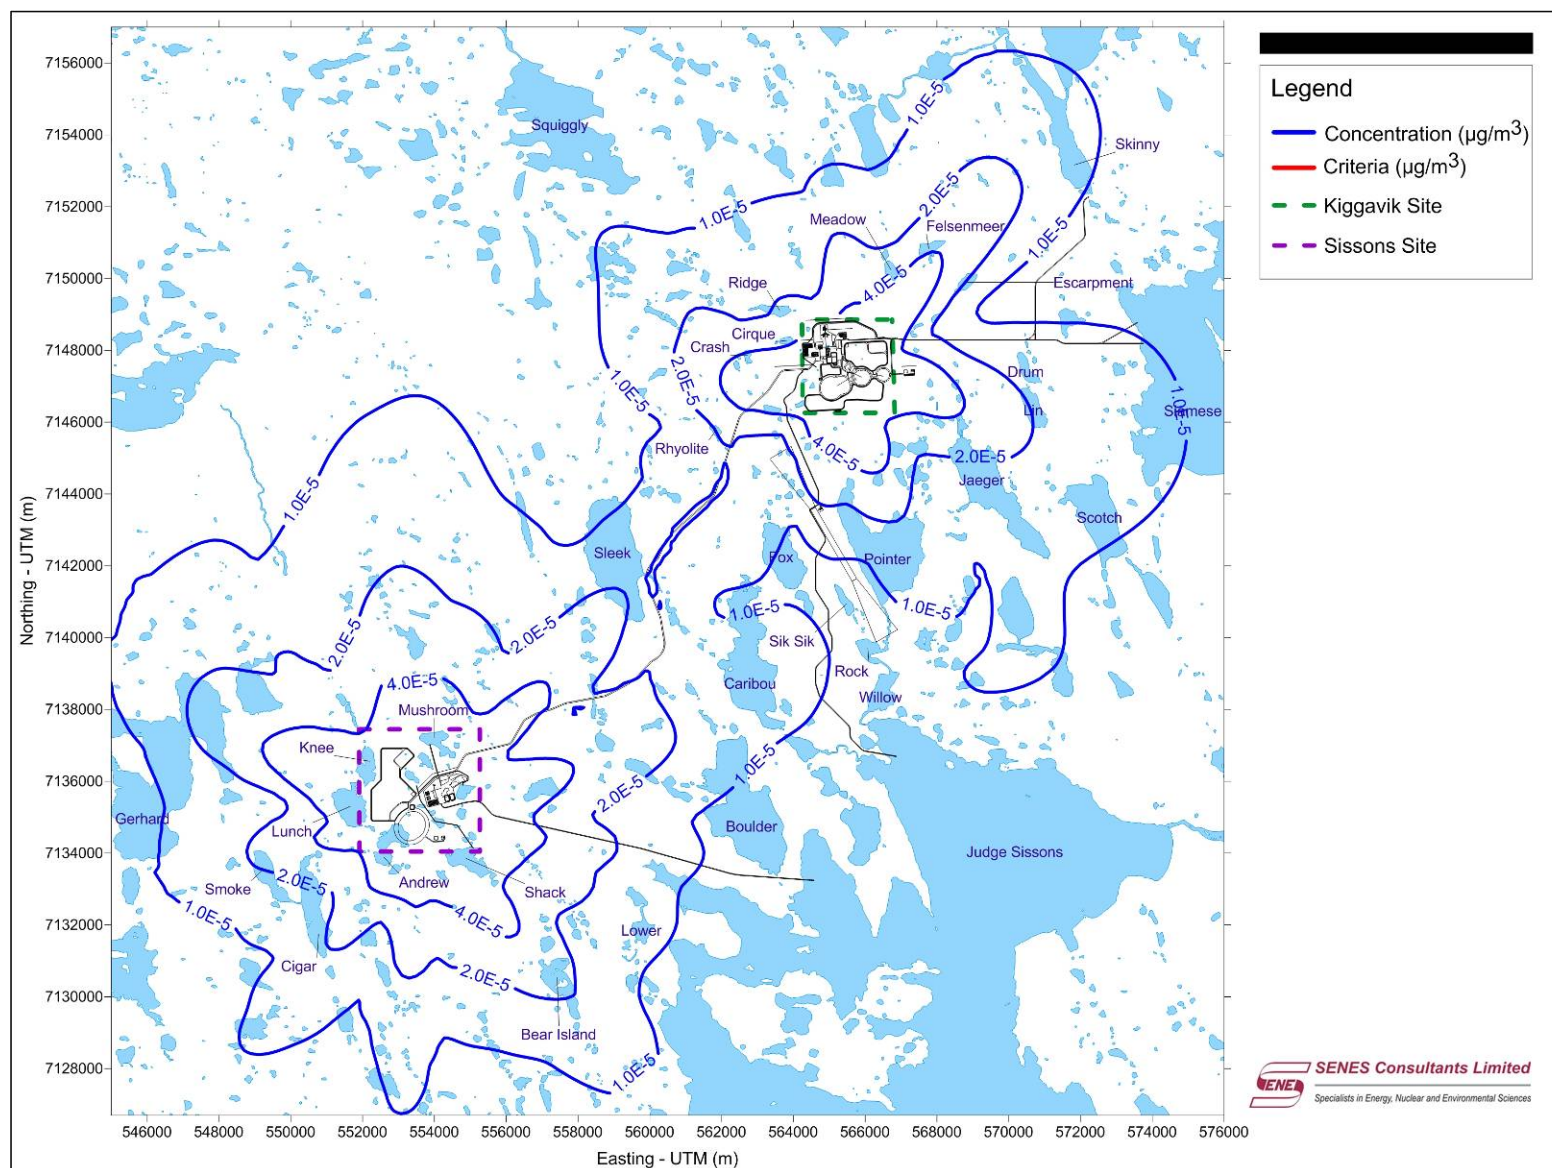 7156000
7154000
7152000
7150000
7148000
7146000
7144000
7142000
7140000
7138000
7136000
7134000
7132000
7130000
7128000
Northing - UTM (m)
546000 548000 550000 552000 554000 556000 558000 560000 562000 564000 566000 568000 570000 572000 574000 576000
Easting - UTM (m)
Squiggly
1.0E-5
Skinny
1.0E-5
2.0E-5
Meadow
Felsenmeer
1.0E-5
Ridge
4.0E-5
Escarpment
Cirque
Crash
2.0E-5
1.0E-5
Drum
Lin
Siamese
1.0E-5
Rhyolite
4.0E-5
2.0E-5
Jaeger
1.0E-5
Scotch
Sleek
Fox
Pointer
1.0E-5
1.0E-5
2.0E-5
2.0E-5
Sik Sik
Rock
Caribou
Willow
4.0E-5
Mushroom
Knee
1.0E-5
2.0E-5
Gerhard
Lunch
Boulder
Judge Sissons
Smoke
2.0E-5
Andrew
Shack
1.0E-5
4.0E-5
Lower
Cigar
2.0E-5
Bear Island
1.0E-5
Legend
Concentration (µg/m3)
Criteria (µg/m3)
Kiggavik Site
Sissons Site
SENES
SENES Consultants Limited
Specialists in Energy, Nuclear and Environmental Sciences